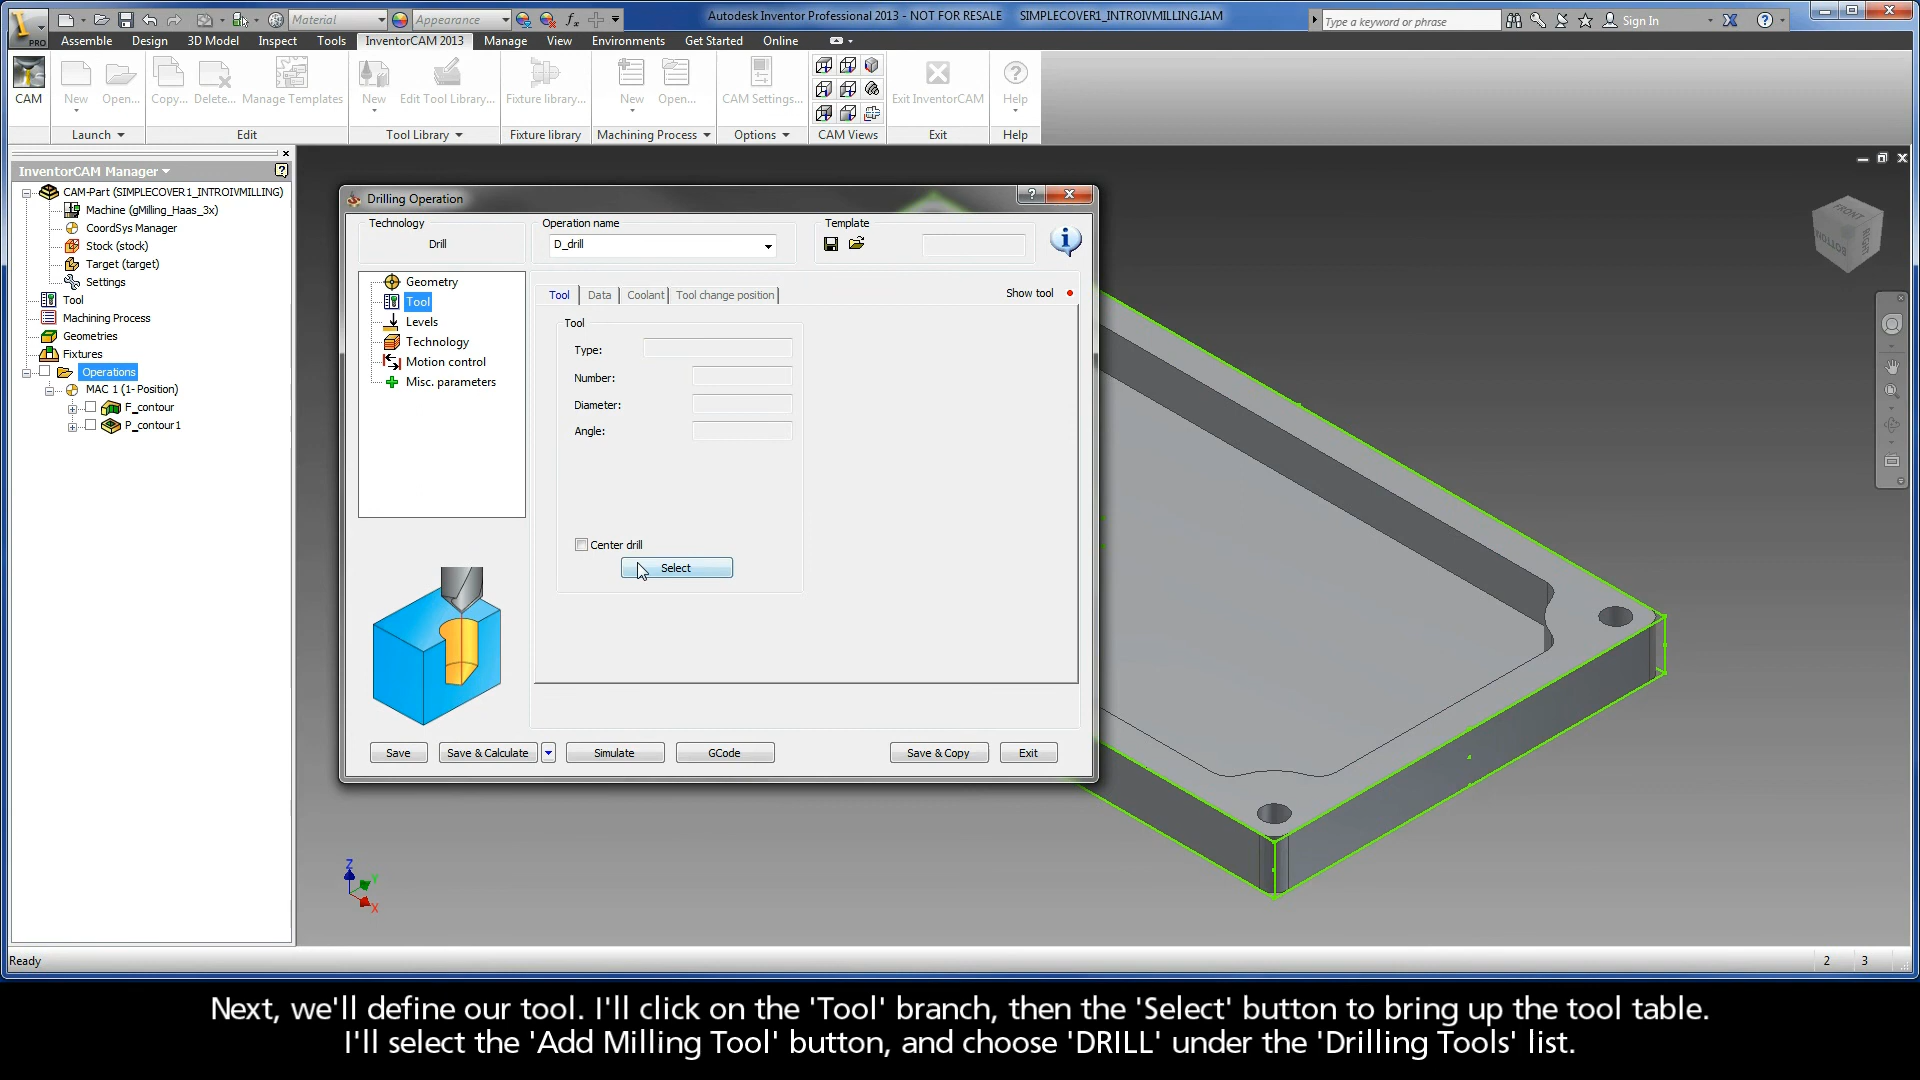 Material
Appearance
Autodesk Inventor Professional 2013 - NOT FOR RESALE SIMPLECOVER1_INTROIVMILLING.IAM
Type a keyword or phrase
Sign In
PRO
Assemble Design 3D Model Inspect Tools InventorCAM 2013 Manage View Environments Get Started Online
CAM New Open... Copy... Delete... Manage Templates New Edit Tool Library... Fixture library... New Open... CAM Settings... Exit InventorCAM Help
Launch Edit Tool Library Fixture library Machining Process Options CAM Views Exit Help
InventorCAM Manager
CAM-Part (SIMPLECOVER1_INTROIVMILLING)
Machine (gMilling_Haas_3x)
CoordSys Manager
Stock (stock)
Target (target)
Settings
Tool
Machining Process
Geometries
Fixtures
Operations
MAC 1 (1- Position)
F_contour
P_contour1
Drilling Operation
Technology
Drill
Operation name
D_drill
Template
Geometry
Tool
Levels
Technology
Motion control
Misc. parameters
Tool Data Coolant Tool change position
Show tool
Tool
Type:
Number:
Diameter:
Angle:
Center drill
Select
Save Save & Calculate Simulate GCode Save & Copy Exit
FRONT
RIGHT
BOTTOM
Z
Y
X
Ready
2 3
Next, we'll define our tool. I'll click on the 'Tool' branch, then the 'Select' button to bring up the tool table.
I'll select the 'Add Milling Tool' button, and choose 'DRILL' under the 'Drilling Tools' list.